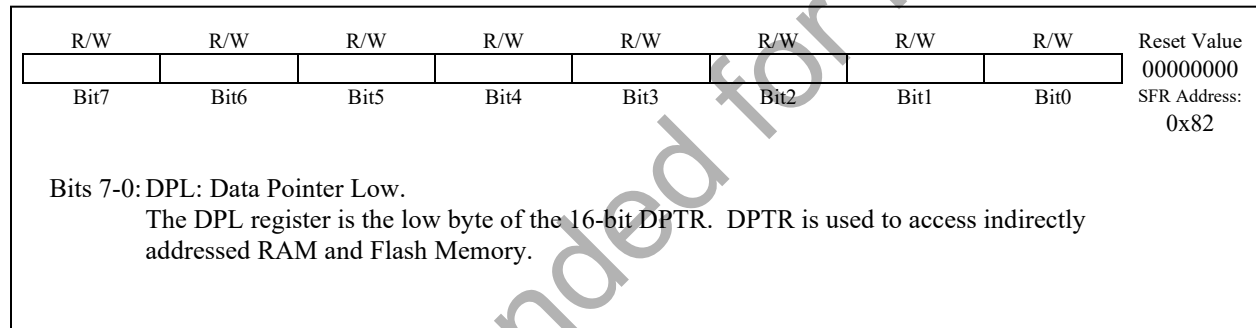 R/W R/W R/W R/W R/W R/W R/W R/W Reset Value
00000000
Bit7 Bit6 Bit5 Bit4 Bit3 Bit2 Bit1 Bit0 SFR Address:
0x82
Bits 7-0: DPL: Data Pointer Low.
The DPL register is the low byte of the 16-bit DPTR. DPTR is used to access indirectly
addressed RAM and Flash Memory.
for